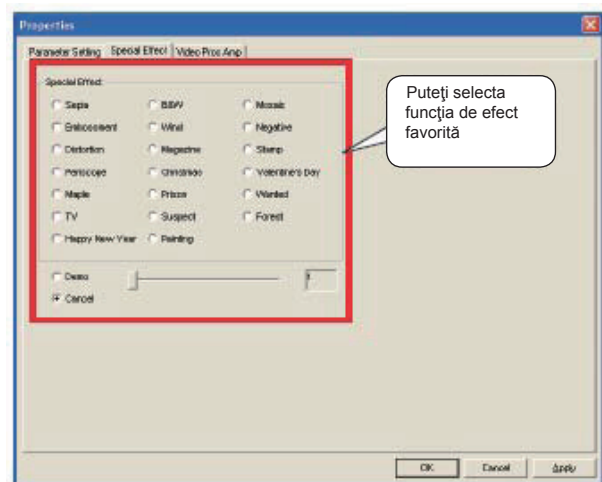 Properties
Parameter Setting Special Effect Video Proc Amp
Special Effect
Sepia B&W Mosaic
Embossment Wind Negative
Distortion Magazine Stamp
Periscope Christmas Valentine's Day
Maple Prison Wanted
TV Suspect Forest
Happy New Year Painting
Demo
Cancel
Puteţi selecta
funcţia de efect
favorită
OK Cancel Apply